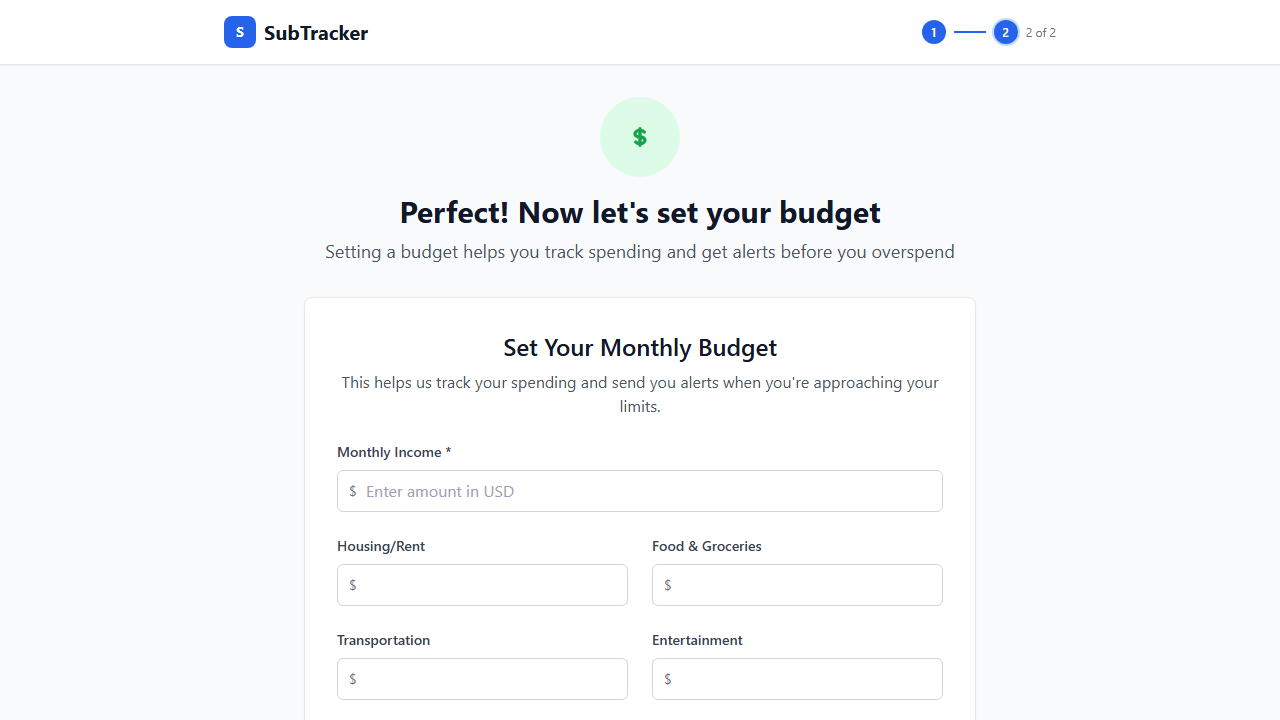 S SubTracker
1 2 2 of 2
$
Perfect! Now let's set your budget
Setting a budget helps you track spending and get alerts before you overspend
Set Your Monthly Budget
This helps us track your spending and send you alerts when you're approaching your
limits.
Monthly Income *
$ Enter amount in USD
Housing/Rent Food & Groceries
$ $
Transportation Entertainment
$ $